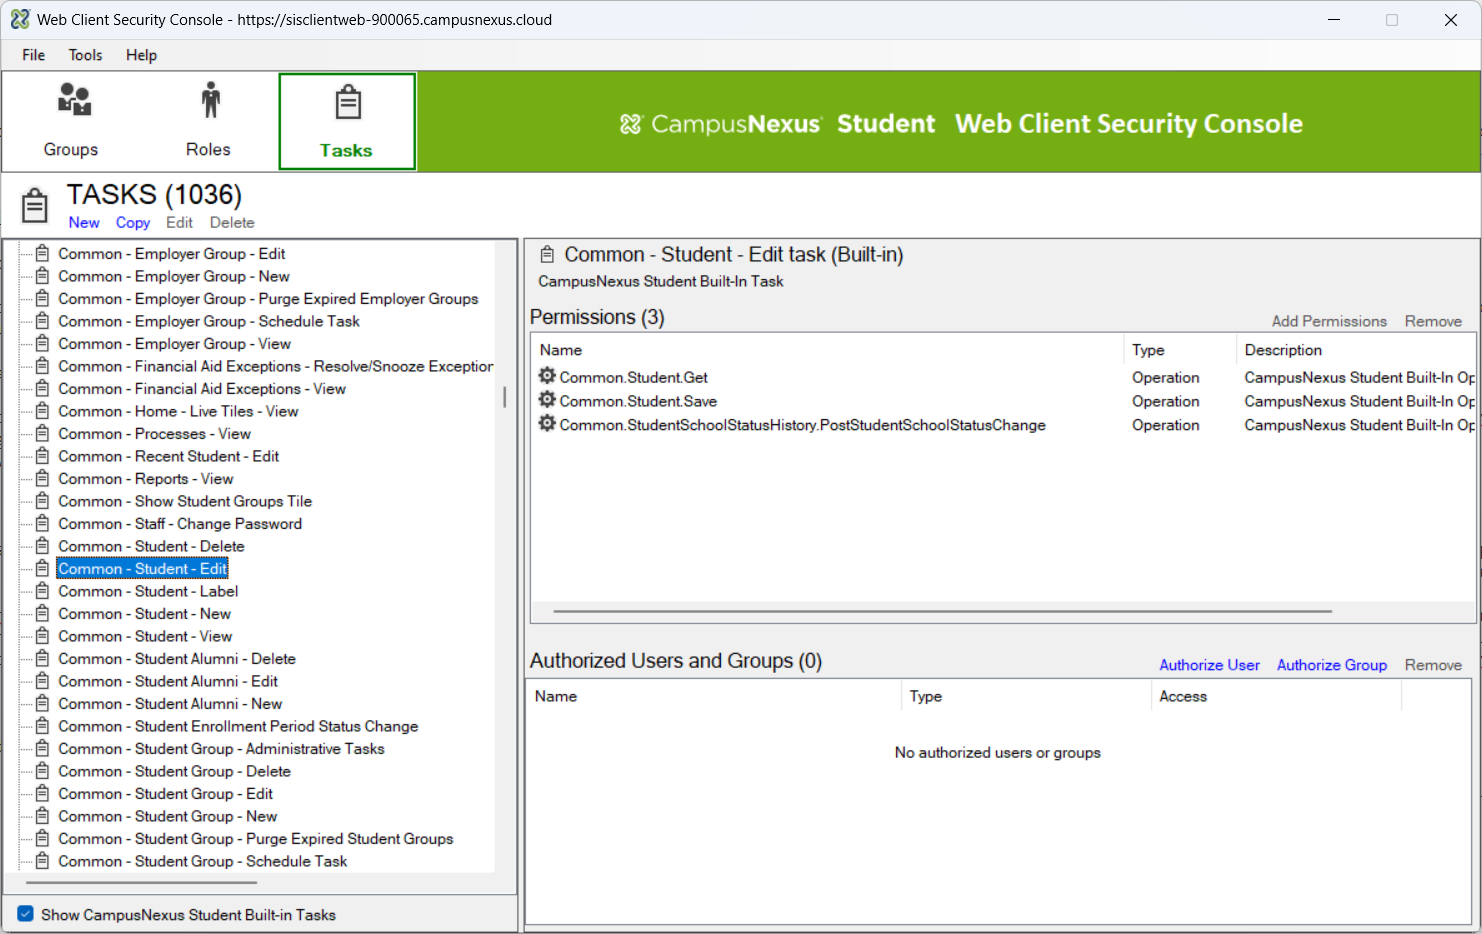 Web Client Security Console - https://sisclientweb-900065.campusnexus.cloud
File Tools Help
Groups Roles Tasks
CampusNexus Student Web Client Security Console
TASKS (1036)
New Copy Edit Delete
Common - Employer Group - Edit
Common - Employer Group - New
Common - Employer Group - Purge Expired Employer Groups
Common - Employer Group - Schedule Task
Common - Employer Group - View
Common - Financial Aid Exceptions - Resolve/Snooze Exception
Common - Financial Aid Exceptions - View
Common - Home - Live Tiles - View
Common - Processes - View
Common - Recent Student - Edit
Common - Reports - View
Common - Show Student Groups Tile
Common - Staff - Change Password
Common - Student - Delete
Common - Student - Edit
Common - Student - Label
Common - Student - New
Common - Student - View
Common - Student Alumni - Delete
Common - Student Alumni - Edit
Common - Student Alumni - New
Common - Student Enrollment Period Status Change
Common - Student Group - Administrative Tasks
Common - Student Group - Delete
Common - Student Group - Edit
Common - Student Group - New
Common - Student Group - Purge Expired Student Groups
Common - Student Group - Schedule Task
Show CampusNexus Student Built-in Tasks
Common - Student - Edit task (Built-in)
CampusNexus Student Built-In Task
Permissions (3)
Add Permissions Remove
Name Type Description
Common.Student.Get Operation CampusNexus Student Built-In Op
Common.Student.Save Operation CampusNexus Student Built-In Op
Common.StudentSchoolStatusHistory.PostStudentSchoolStatusChange Operation CampusNexus Student Built-In Op
Authorized Users and Groups (0)
Authorize User Authorize Group Remove
Name Type Access
No authorized users or groups